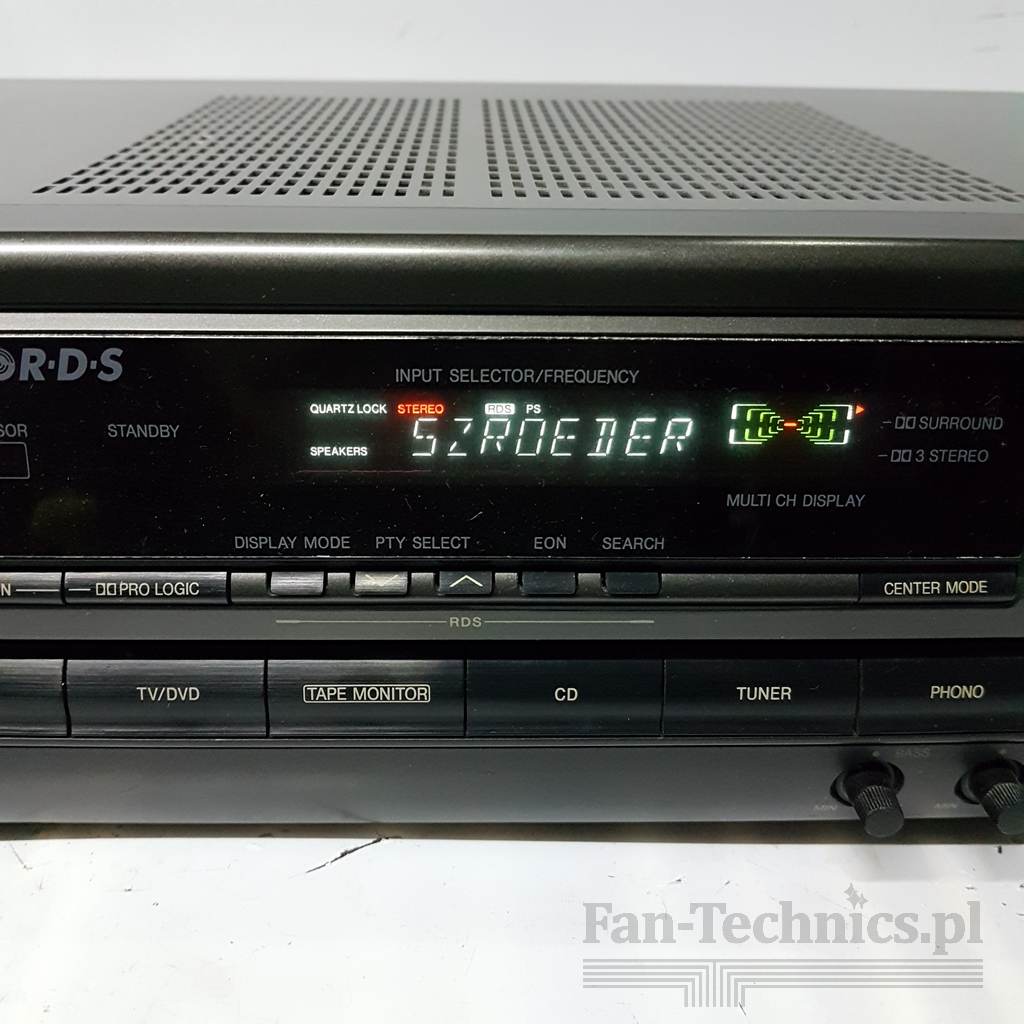 R·D·S
INPUT SELECTOR/FREQUENCY
QUARTZ LOCK STEREO RDS PS
STANDBY
SZROEDER
SPEAKERS
SURROUND
3 STEREO
MULTI CH DISPLAY
DISPLAY MODE PTY SELECT EON SEARCH
PRO LOGIC
CENTER MODE
RDS
TV/DVD TAPE MONITOR CD TUNER PHONO
BASS
MIN MIN
Fan-Technics.pl